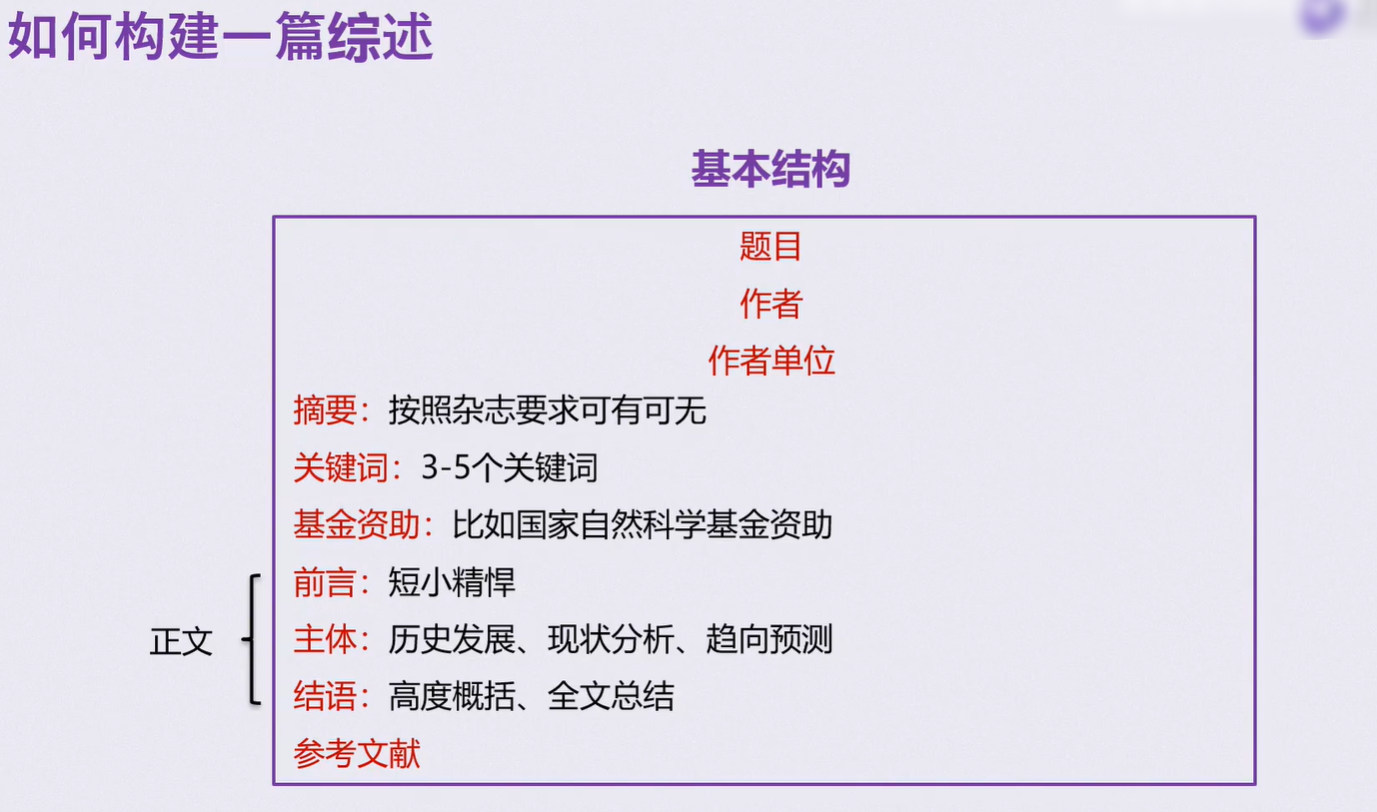 如何构建一篇综述
基本结构
题目
作者
作者单位
摘要：按照杂志要求可有可无
关键词：3-5个关键词
基金资助：比如国家自然科学基金资助
前言：短小精悍
正文
主体：历史发展、现状分析、趋向预测
结语：高度概括、全文总结
参考文献